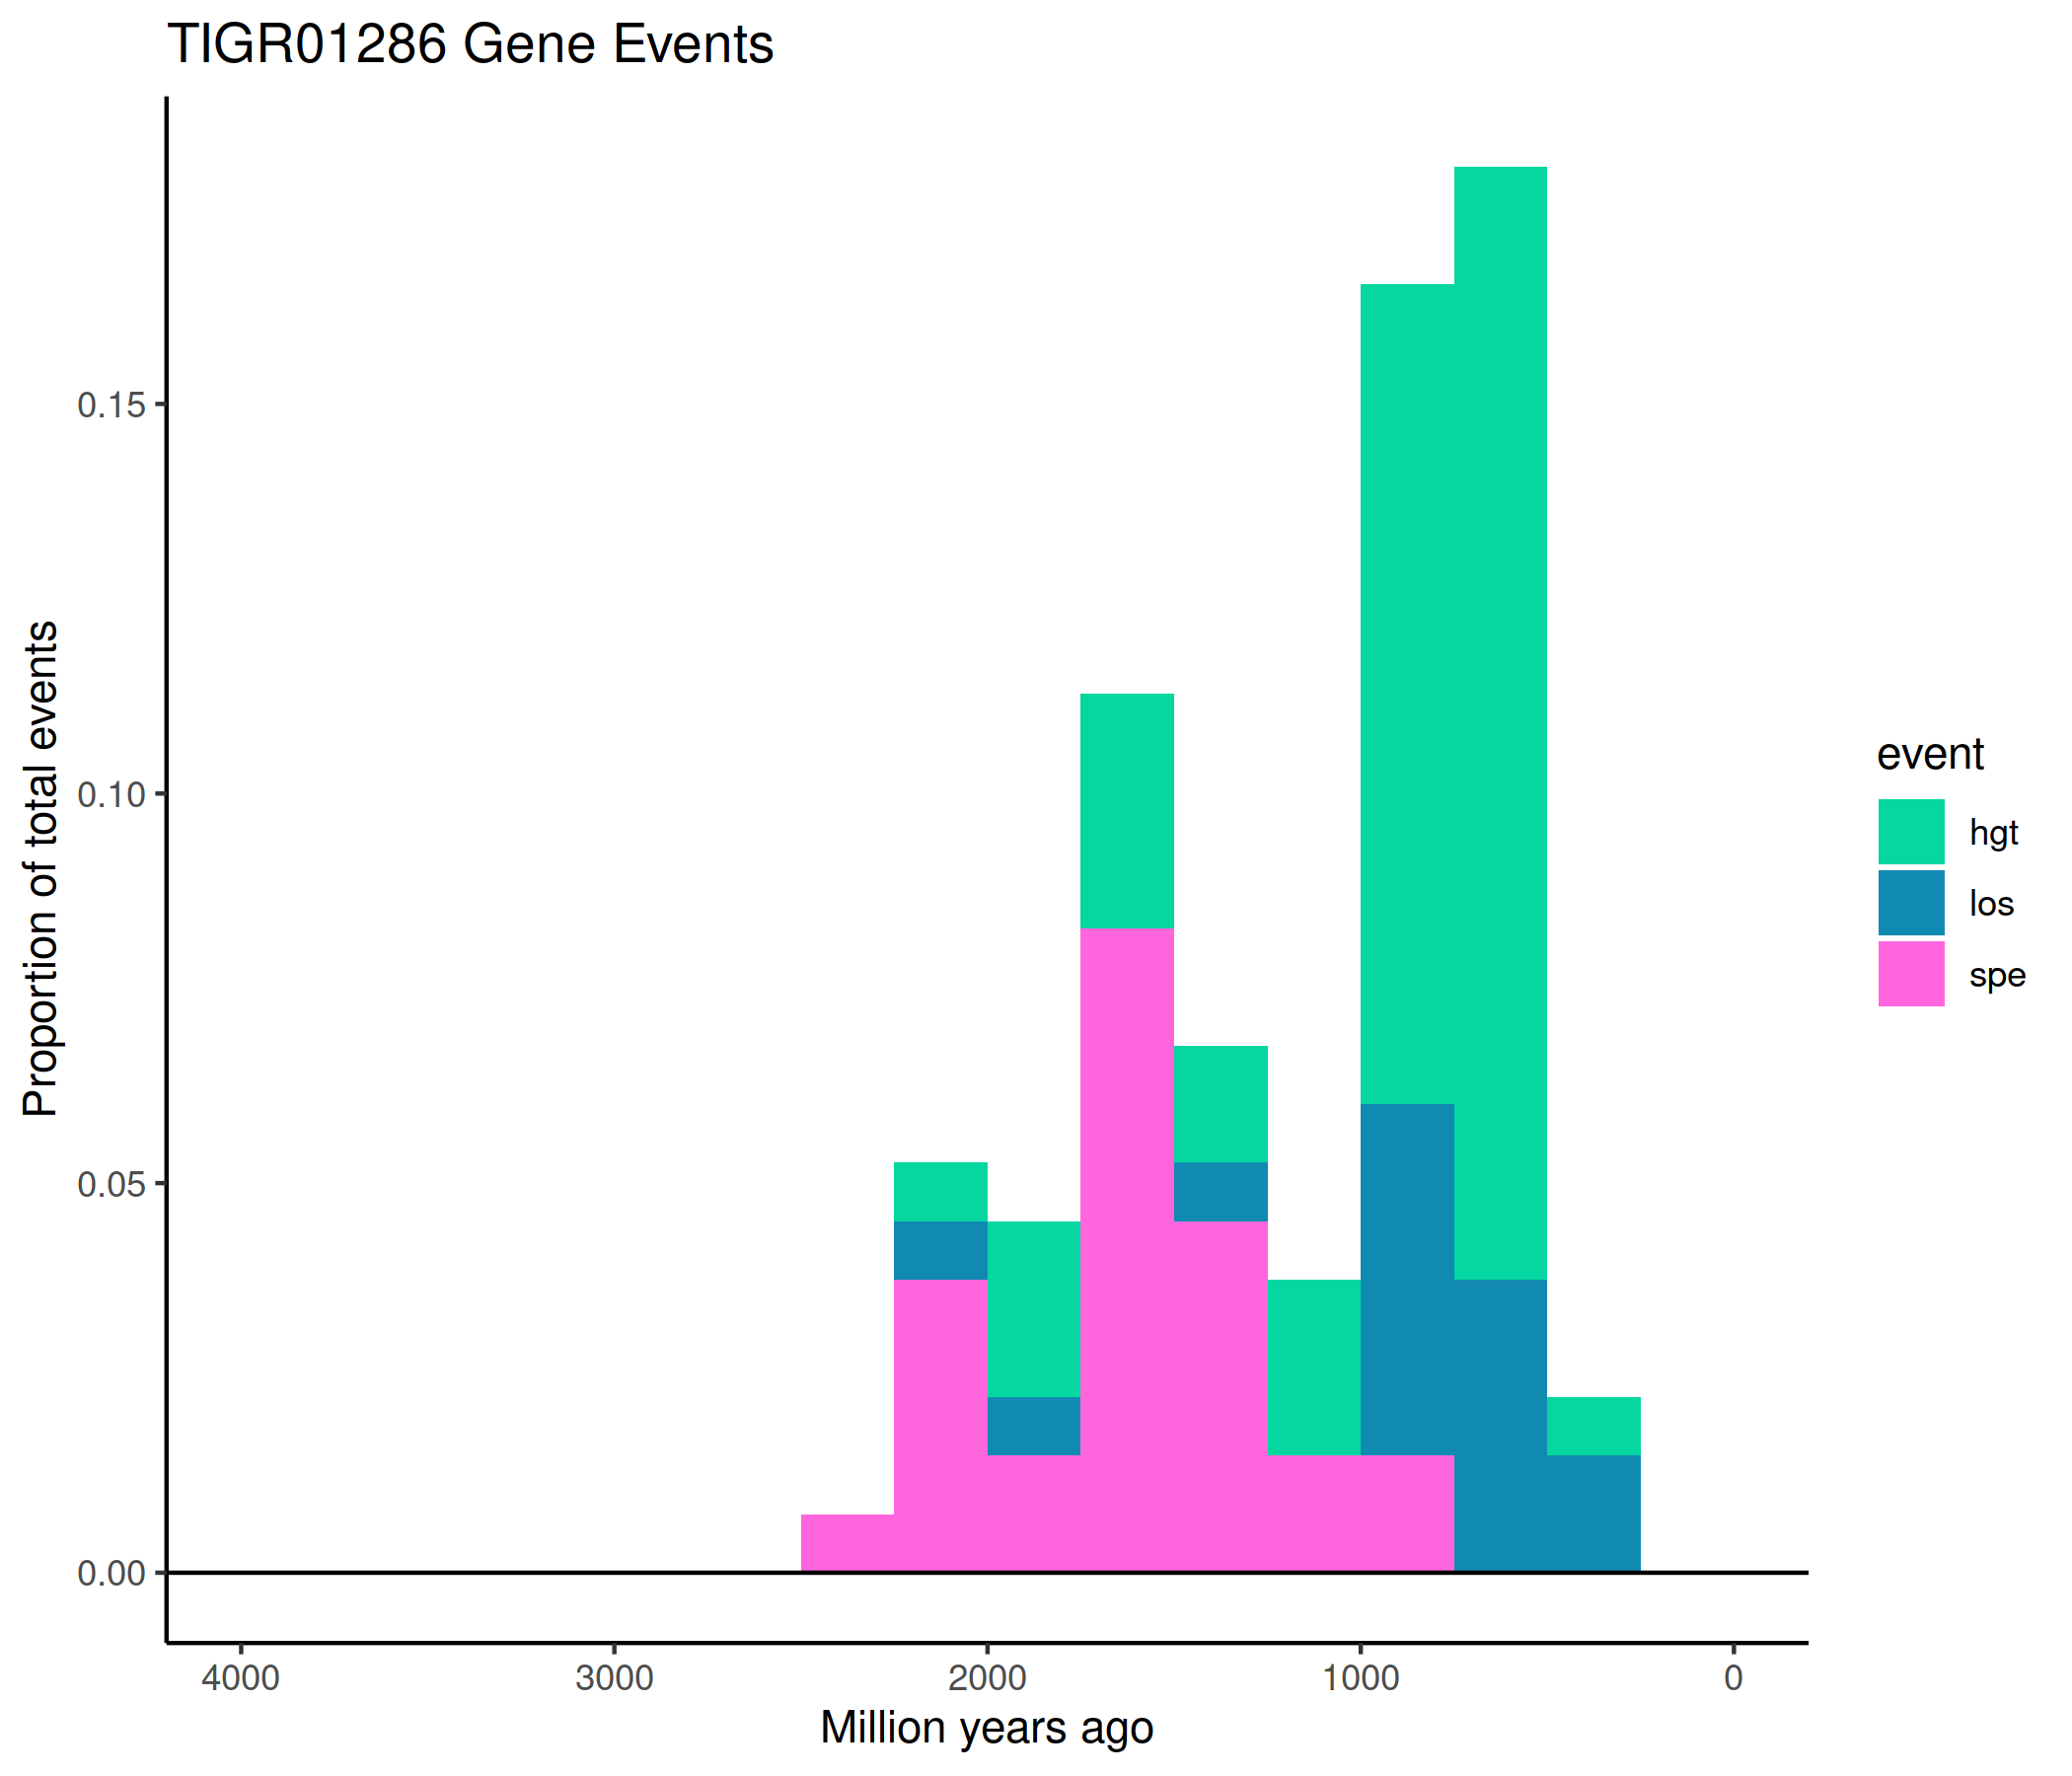 TIGR01286 Gene Events
Proportion of total events
0.15
0.10
0.05
0.00
4000 3000 2000 1000 0
Million years ago
event
hgt
los
spe